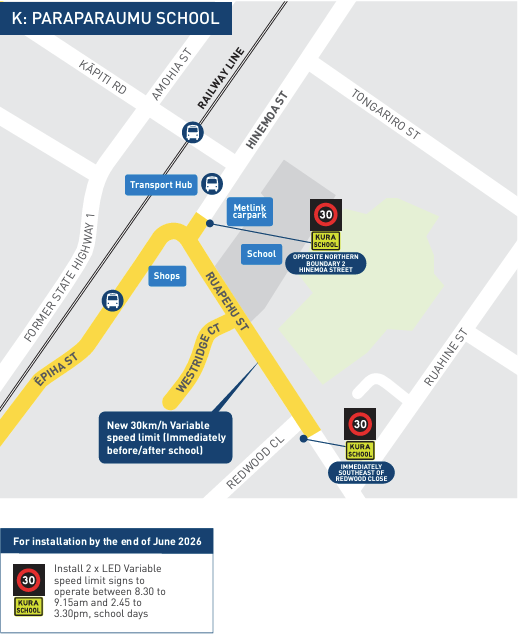 K: PARAPARAUMU SCHOOL
KĀPITI RD
AMOHIA ST
RAILWAY LINE
HINEMOA ST
TONGARIRO ST
Transport Hub
Metlink
carpark
30
KURA
SCHOOL
OPPOSITE NORTHERN
BOUNDARY 2
HINEMOA STREET
School
Shops
FORMER STATE HIGHWAY 1
RUAPEHU ST
WESTRIDGE CT
ĒPIHA ST
RUAHINE ST
New 30km/h Variable
speed limit (Immediately
before/after school)
REDWOOD CL
30
KURA
SCHOOL
IMMEDIATELY
SOUTHEAST OF
REDWOOD CLOSE
For installation by the end of June 2026
30
KURA
SCHOOL
Install 2 x LED Variable
speed limit signs to
operate between 8.30 to
9.15am and 2.45 to
3.30pm, school days